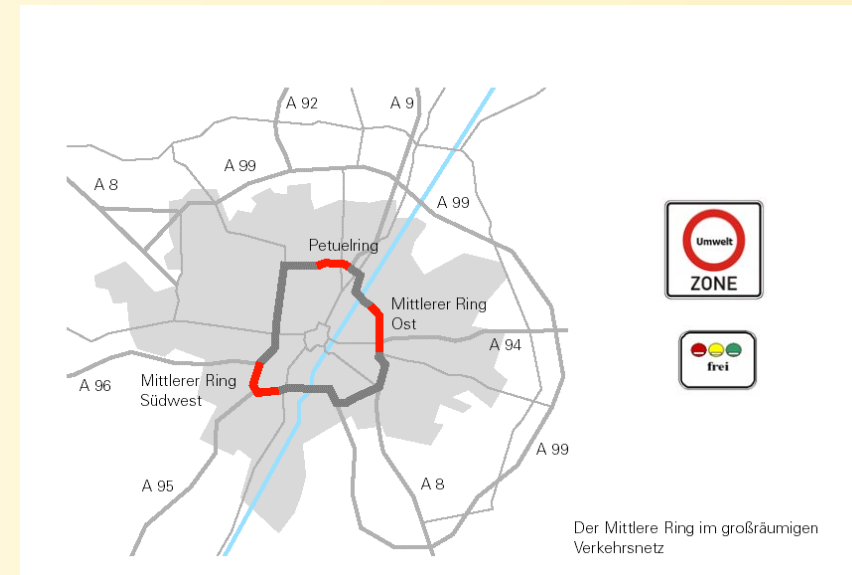 A 92
A 9
A 99
A 8
A 99
Petuelring
Mittlerer Ring
Ost
A 94
A 96
Mittlerer Ring
Südwest
A 99
A 95
A 8
Umwelt
ZONE
frei
Der Mittlere Ring im großräumigen
Verkehrsnetz